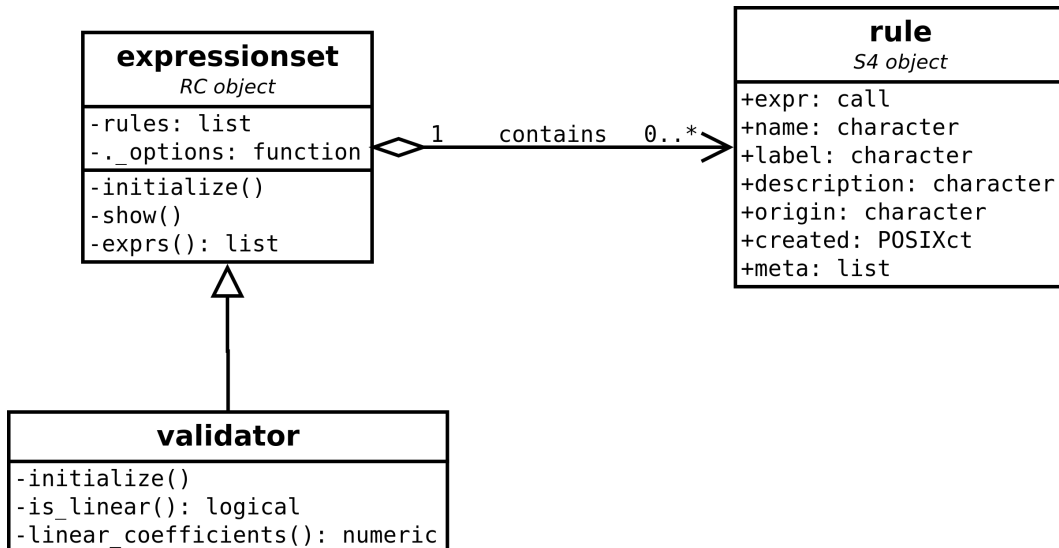 expressionset
RC object
-rules: list
-._options: function
-initialize()
-show()
-exprs(): list
1 contains 0..*
rule
S4 object
+expr: call
+name: character
+label: character
+description: character
+origin: character
+created: POSIXct
+meta: list
validator
-initialize()
-is_linear(): logical
-linear_coefficients(): numeric